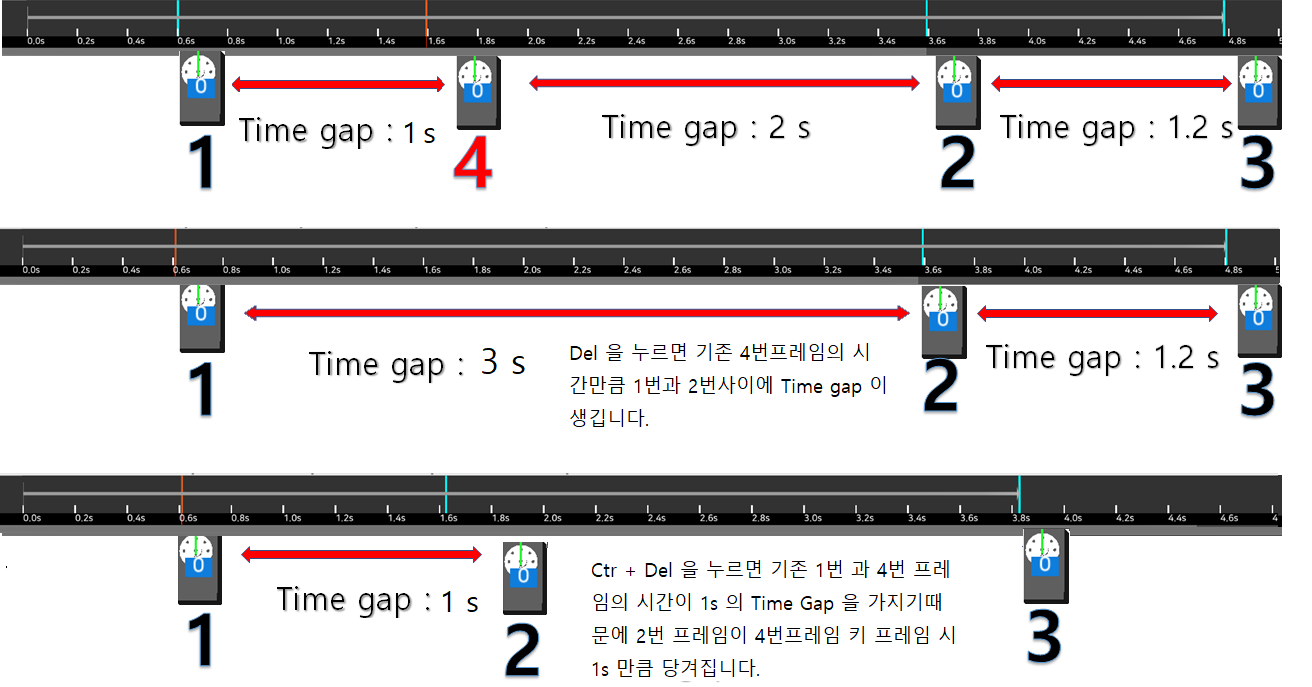 0.0s 0.2s 0.4s 0.6s 0.8s 1.0s 1.2s 1.4s 1.6s 1.8s 2.0s 2.2s 2.4s 2.6s 2.8s 3.0s 3.2s 3.4s 3.6s 3.8s 4.0s 4.2s 4.4s 4.6s 4.8s 5
0 0 0 0
Time gap : 1 s Time gap : 2 s Time gap : 1.2 s
1 4 2 3
0.0s 0.2s 0.4s 0.6s 0.8s 1.0s 1.2s 1.4s 1.6s 1.8s 2.0s 2.2s 2.4s 2.6s 2.8s 3.0s 3.2s 3.4s 3.6s 3.8s 4.0s 4.2s 4.4s 4.6s 4.8s 5
0 0 0
Time gap : 3 s Time gap : 1.2 s
Del 을 누르면 기존 4번프레임의 시
간만큼 1번과 2번사이에 Time gap 이
생깁니다.
1 2 3
0.0s 0.2s 0.4s 0.6s 0.8s 1.0s 1.2s 1.4s 1.6s 1.8s 2.0s 2.2s 2.4s 2.6s 2.8s 3.0s 3.2s 3.4s 3.6s 3.8s 4.0s 4.2s 4.4s 4.6s 4
0 0 0
Time gap : 1 s
Ctr + Del 을 누르면 기존 1번 과 4번 프레
임의 시간이 1s 의 Time Gap 을 가지기때
문에 2번 프레임이 4번프레임 키 프레임 시
1s 만큼 당겨집니다.
1 2 3